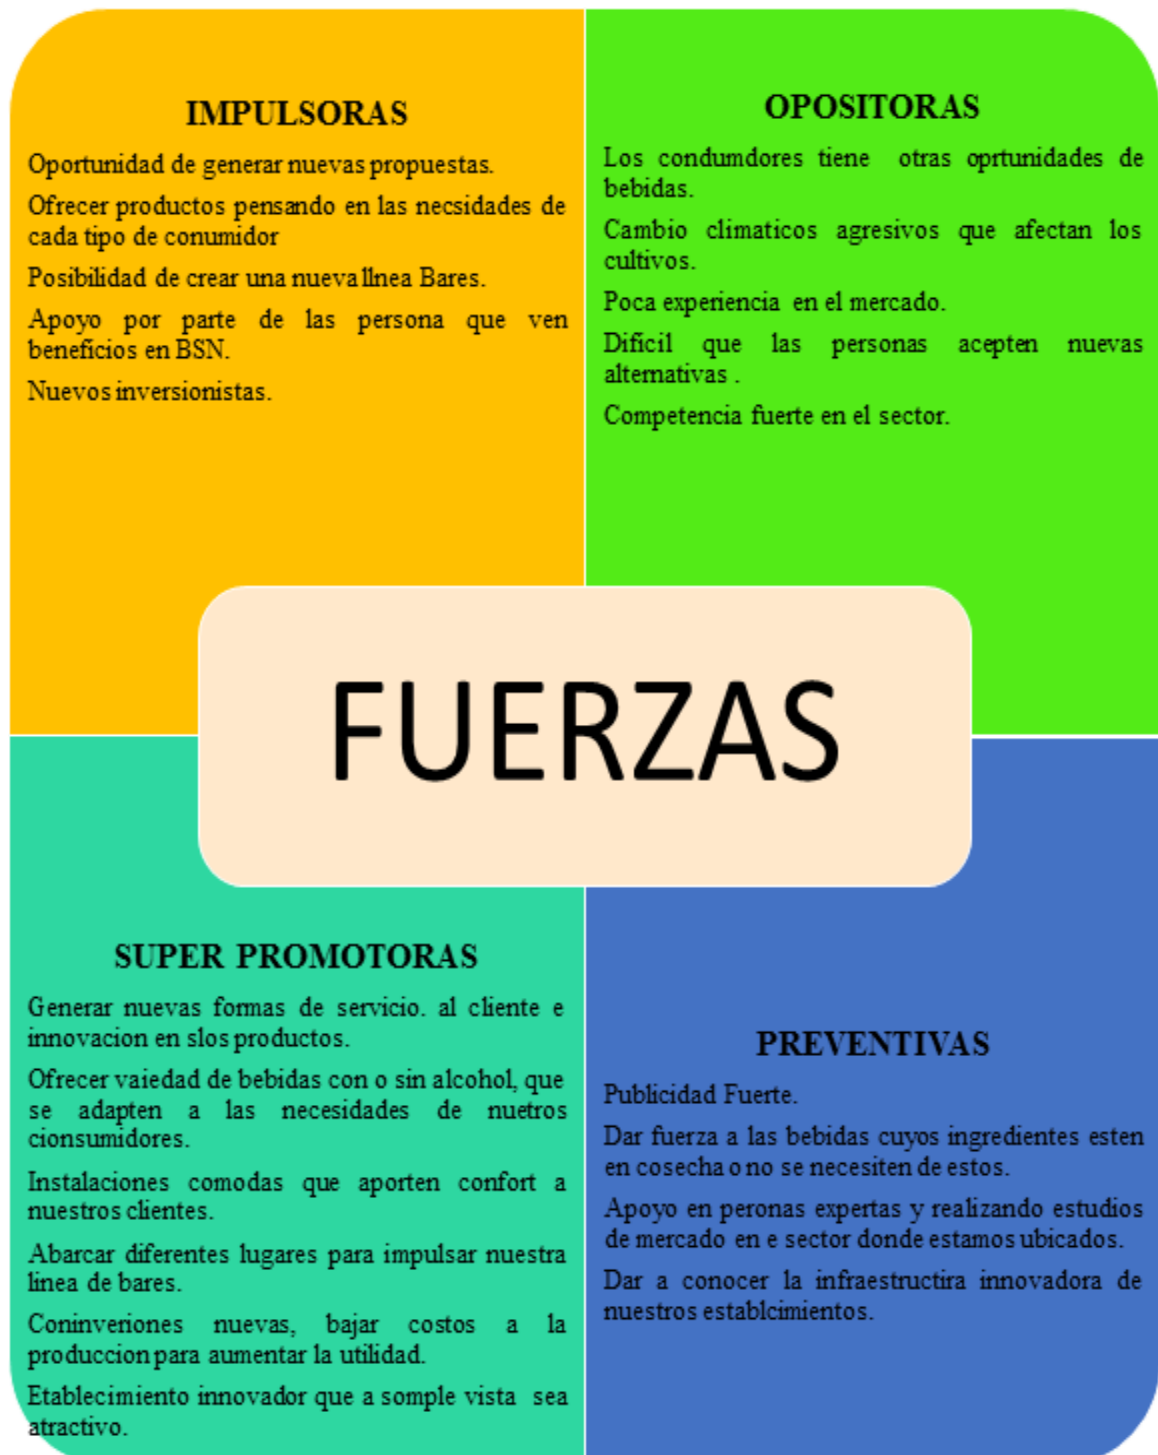 IMPULSORAS
Oportunidad de generar nuevas propuestas.
Ofrecer productos pensando en las necsidades de
cada tipo de conumidor
Posibilidad de crear una nueva llnea Bares.
Apoyo por parte de las persona que ven
beneficios en BSN.
Nuevos inversionistas.
OPOSITORAS
Los condumdores tiene otras oprtunidades de
bebidas.
Cambio climaticos agresivos que afectan los
cultivos.
Poca experiencia en el mercado.
Dificil que las personas acepten nuevas
alternativas .
Competencia fuerte en el sector.
FUERZAS
SUPER PROMOTORAS
Generar nuevas formas de servicio. al cliente e
innovacion en slos productos.
Ofrecer vaiedad de bebidas con o sin alcohol, que
se adapten a las necesidades de nuetros
cionsumidores.
Instalaciones comodas que aporten confort a
nuestros clientes.
Abarcar diferentes lugares para impulsar nuestra
linea de bares.
Coninveriones nuevas, bajar costos a la
produccion para aumentar la utilidad.
Etablecimiento innovador que a somple vista sea
atractivo.
PREVENTIVAS
Publicidad Fuerte.
Dar fuerza a las bebidas cuyos ingredientes esten
en cosecha o no se necesiten de estos.
Apoyo en peronas expertas y realizando estudios
de mercado en e sector donde estamos ubicados.
Dar a conocer la infraestructira innovadora de
nuestros establcimientos.